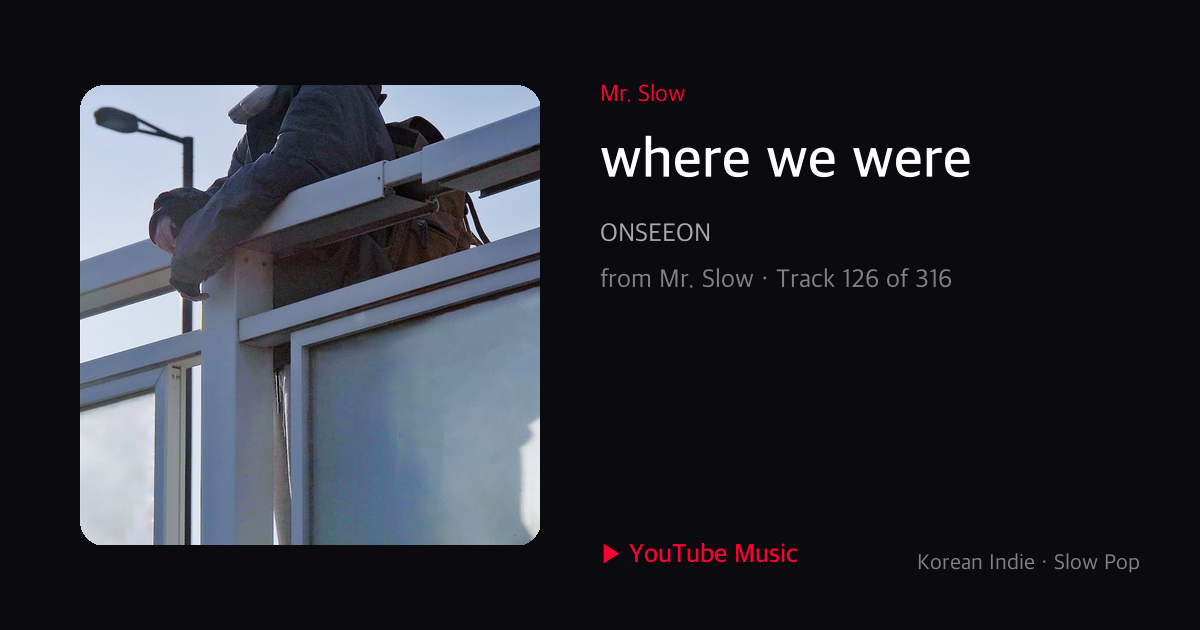 Mr. Slow
where we were
ONSEEON
from Mr. Slow · Track 126 of 316
YouTube Music
Korean Indie · Slow Pop